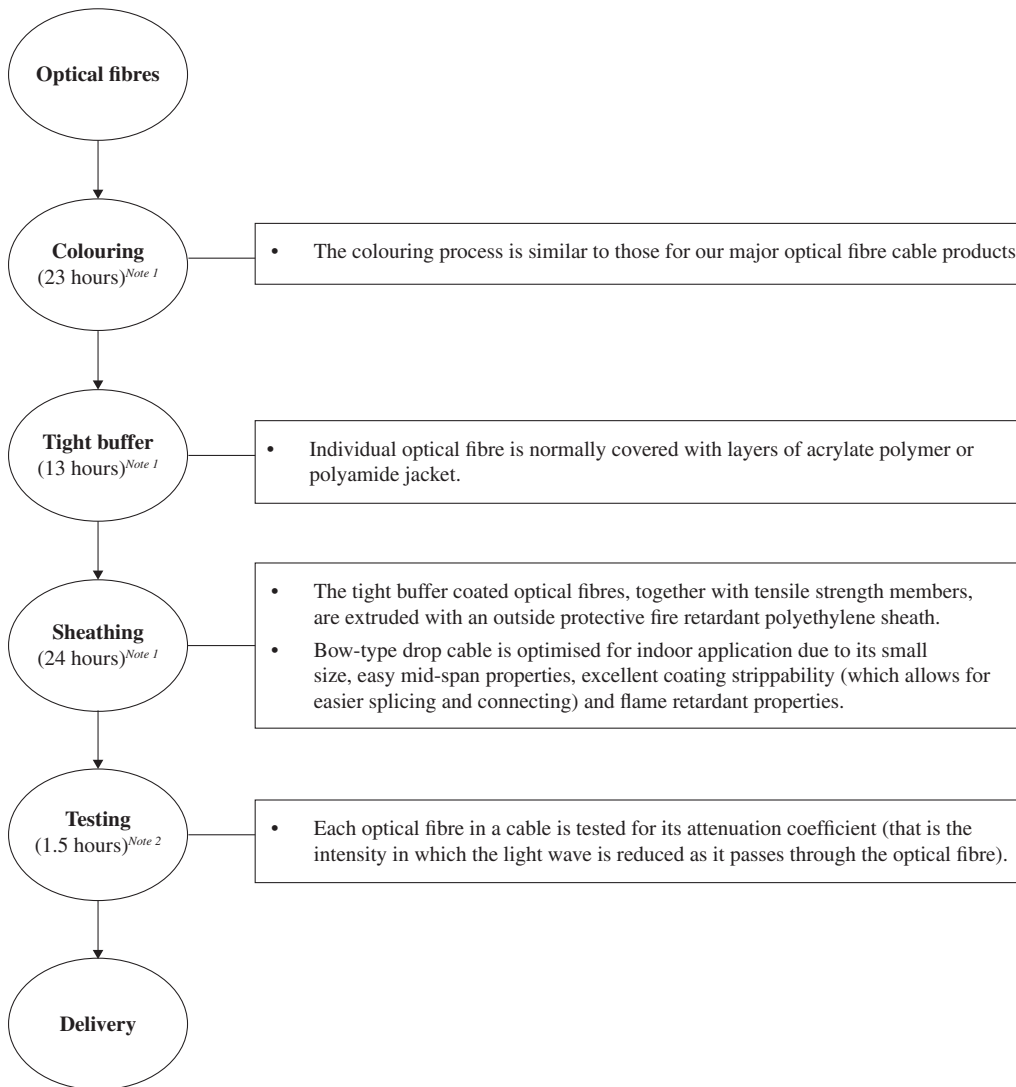 Optical fibres
Colouring
(23 hours)Note 1
• The colouring process is similar to those for our major optical fibre cable products
Tight buffer
(13 hours)Note 1
• Individual optical fibre is normally covered with layers of acrylate polymer or
polyamide jacket.
Sheathing
(24 hours)Note 1
• The tight buffer coated optical fibres, together with tensile strength members,
are extruded with an outside protective fire retardant polyethylene sheath.
• Bow-type drop cable is optimised for indoor application due to its small
size, easy mid-span properties, excellent coating strippability (which allows for
easier splicing and connecting) and flame retardant properties.
Testing
(1.5 hours)Note 2
• Each optical fibre in a cable is tested for its attenuation coefficient (that is the
intensity in which the light wave is reduced as it passes through the optical fibre).
Delivery